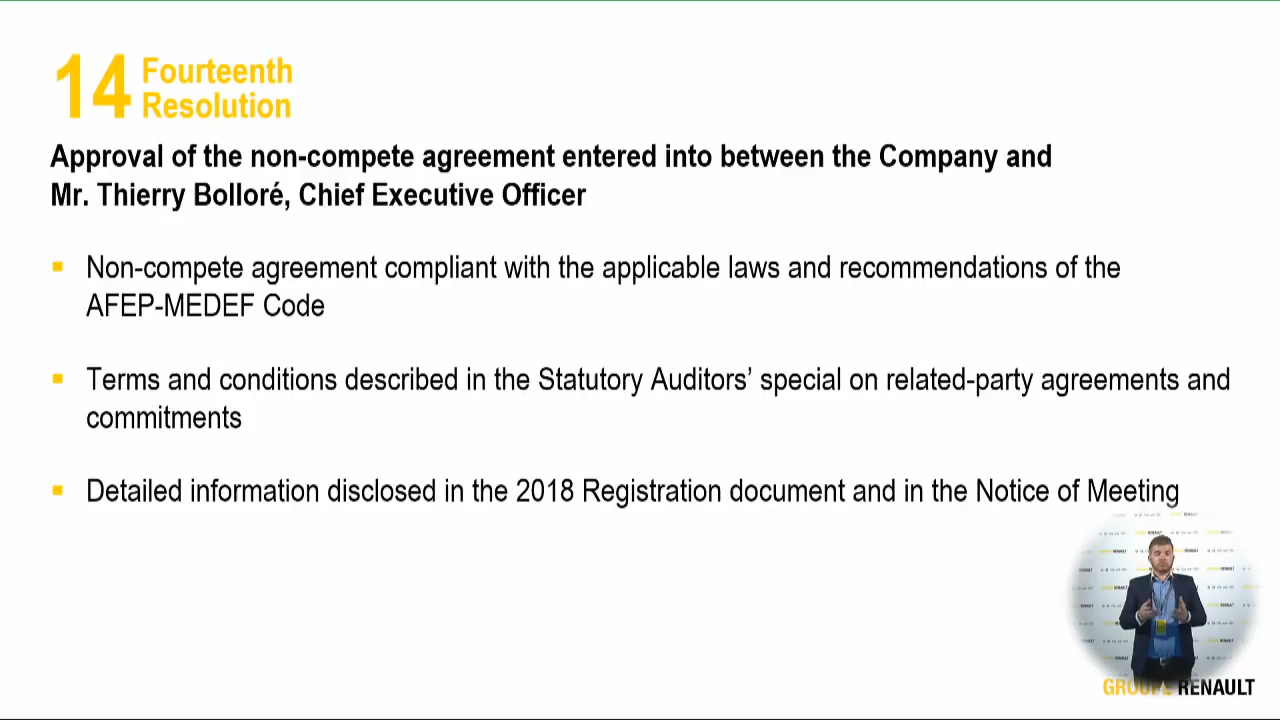 14 Fourteenth
Resolution
Approval of the non-compete agreement entered into between the Company and
Mr. Thierry Bolloré, Chief Executive Officer
Non-compete agreement compliant with the applicable laws and recommendations of the
AFEP-MEDEF Code
Terms and conditions described in the Statutory Auditors’ special on related-party agreements and
commitments
Detailed information disclosed in the 2018 Registration document and in the Notice of Meeting
GROUPE RENAULT